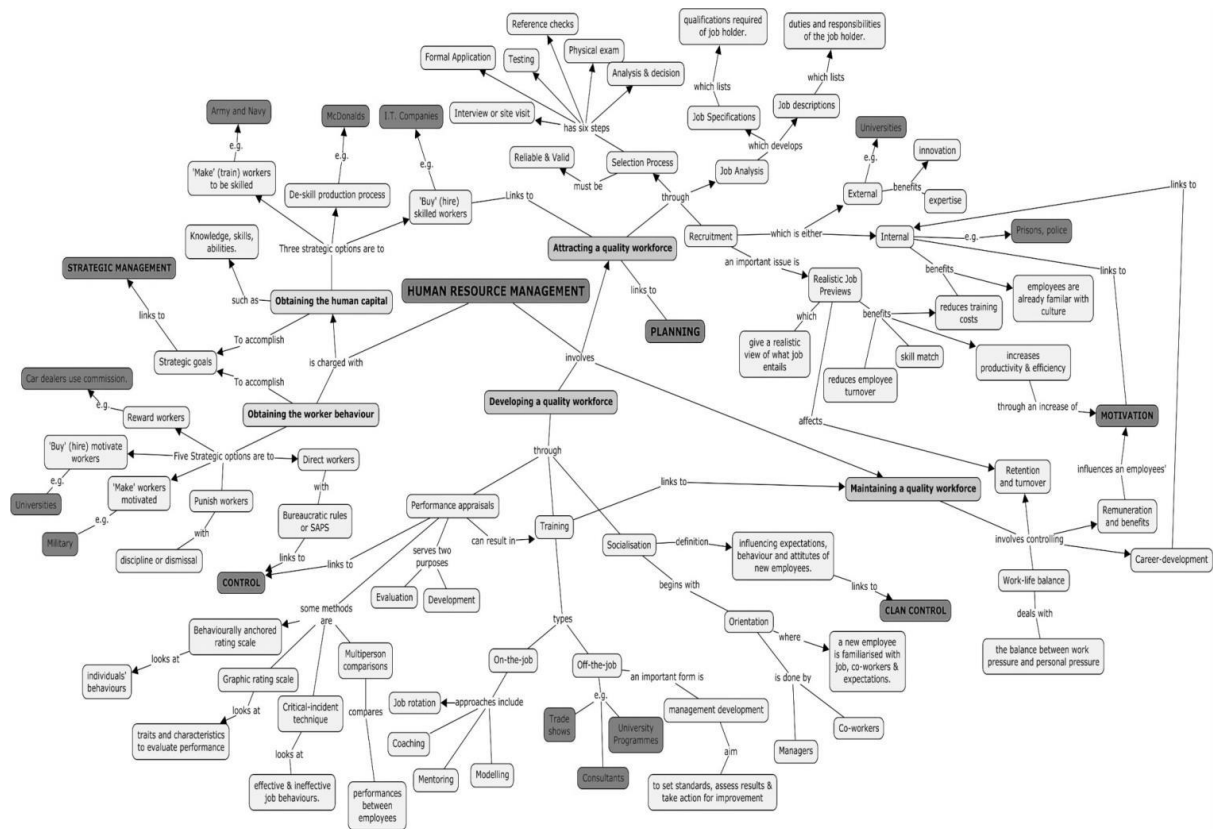 Reference checks
qualifications required
of job holder.
duties and responsibilities
of the job holder.
Formal Application
Testing
Physical exam
Analysis & decision
which lists
which lists
Army and Navy
McDonalds
I.T. Companies
Interview or site visit
has six steps
Job Specifications
Job descriptions
Universities
e.g.
e.g.
e.g.
which develops
e.g.
innovation
'Make' (train) workers
to be skilled
De-skill production process
Reliable & Valid
must be
Selection Process
Job Analysis
External
benefits
expertise
links to
'Buy' (hire)
skilled workers
Links to
through
Knowledge, skills,
abilities.
Three strategic options are to
Attracting a quality workforce
Recruitment
which is either
Internal
e.g.
Prisons, police
STRATEGIC MANAGEMENT
such as
Obtaining the human capital
HUMAN RESOURCE MANAGEMENT
links to
an important issue is
Realistic Job
Previews
benefits
links to
employees are
already familar with
culture
links to
To accomplish
PLANNING
which
benefits
reduces training
costs
Strategic goals
is charged with
involves
give a realistic
view of what job
entails
skill match
increases
productivity & efficiency
To accomplish
reduces employee
turnover
Car dealers use commission.
e.g.
Reward workers
Obtaining the worker behaviour
Developing a quality workforce
affects
through an increase of
MOTIVATION
'Buy' (hire) motivate
workers
Five Strategic options are to
Direct workers
through
influences an employees'
e.g.
Universities
'Make' workers
motivated
Punish workers
with
links to
Maintaining a quality workforce
Retention
and turnover
Remuneration
and benefits
e.g.
Military
with
Bureaucratic rules
or SAPS
Performance appraisals
Training
Socialisation
definition
influencing expectations,
behaviour and attitutes of
new employees.
involves controlling
Career-development
discipline or dismissal
links to
CONTROL
links to
serves two
purposes
can result in
begins with
links to
CLAN CONTROL
Work-life balance
Evaluation
Development
deals with
some methods
are
types
Orientation
where
a new employee
is familiarised with
job, co-workers &
expectations.
the balance between work
pressure and personal pressure
Behaviourally anchored
rating scale
looks at
individuals'
behaviours
Multiperson
comparisons
On-the-job
Off-the-job
an important form is
is done by
Graphic rating scale
looks at
Critical-incident
technique
compares
Job rotation
approaches include
e.g.
management development
Co-workers
traits and characteristics
to evaluate performance
looks at
Coaching
Trade
shows
University
Programmes
aim
Managers
effective & ineffective
job behaviours.
performances
between
employees
Mentoring
Modelling
Consultants
to set standards, assess results &
take action for improvement